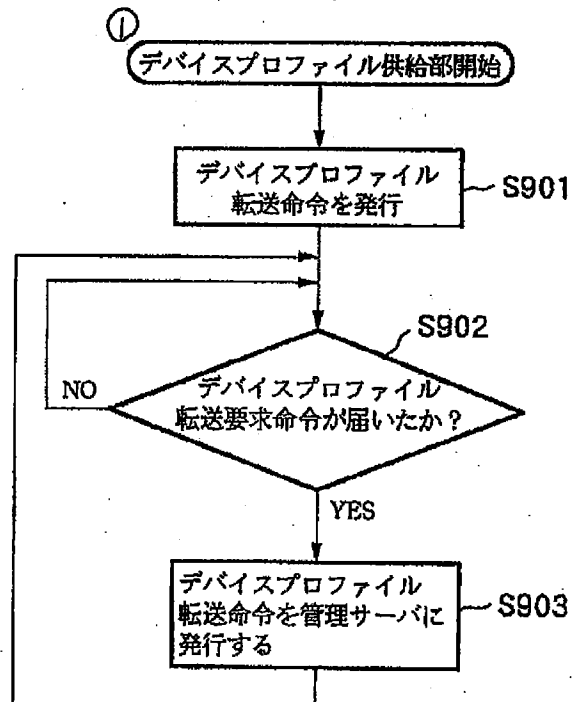 ①
デバイスプロファイル供給部開始
デバイスプロファイル
転送命令を発行
S901
S902
NO
デバイスプロファイル
転送要求命令が届いたか?
YES
デバイスプロファイル
転送命令を管理サーバに
発行する
S903